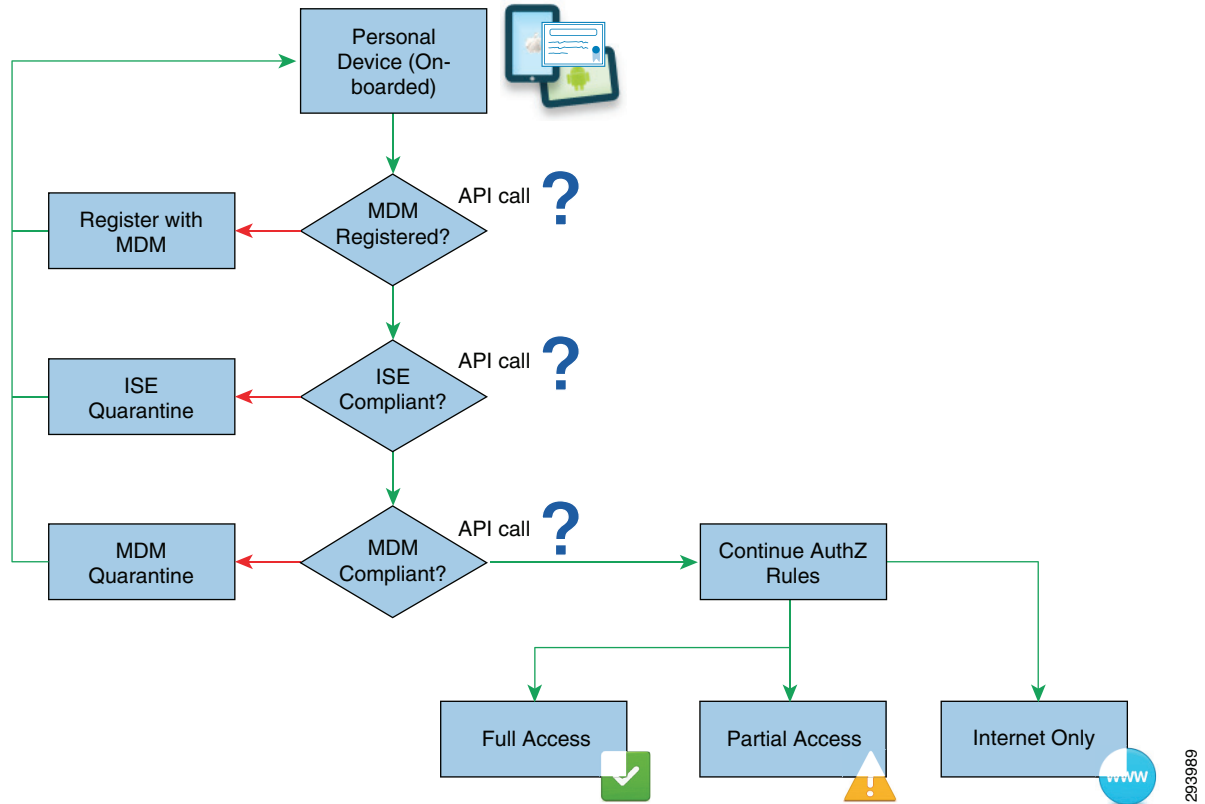 Personal
Device (On-
boarded)
API call ?
MDM
Registered?
Register with
MDM
API call ?
ISE
Compliant?
ISE
Quarantine
API call ?
MDM
Compliant?
MDM
Quarantine
Continue AuthZ
Rules
Full Access
Partial Access
!
Internet Only
www
293989